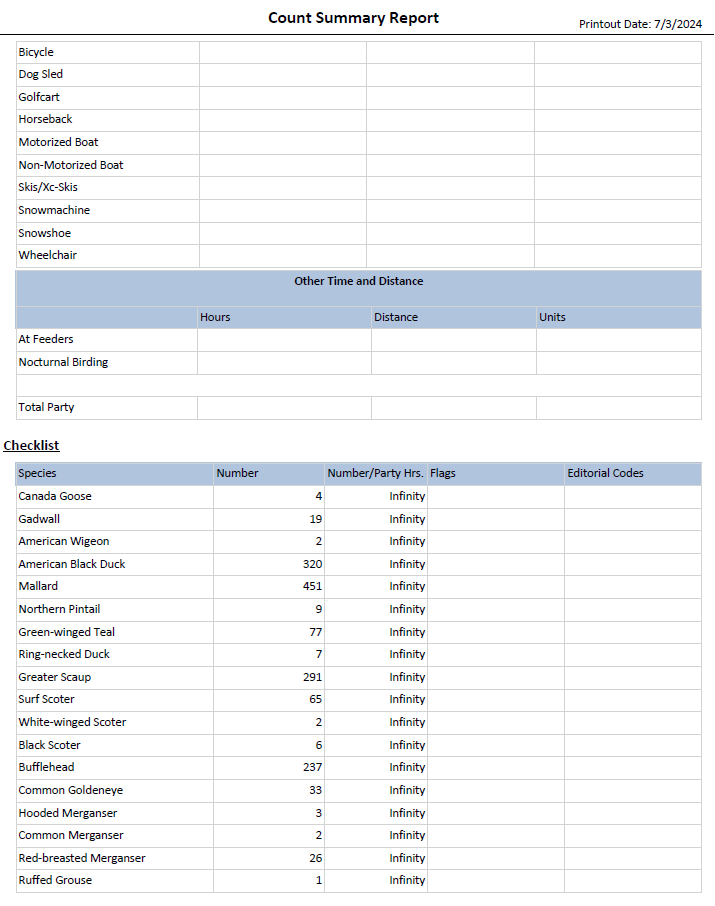 Count Summary Report
Printout Date: 7/3/2024
Bicycle
Dog Sled
Golfcart
Horseback
Motorized Boat
Non-Motorized Boat
Skis/Xc-Skis
Snowmachine
Snowshoe
Wheelchair
Other Time and Distance
Hours Distance Units
At Feeders
Nocturnal Birding
Total Party
Checklist
Species Number Number/Party Hrs. Flags Editorial Codes
Canada Goose 4 Infinity
Gadwall 19 Infinity
American Wigeon 2 Infinity
American Black Duck 320 Infinity
Mallard 451 Infinity
Northern Pintail 9 Infinity
Green-winged Teal 77 Infinity
Ring-necked Duck 7 Infinity
Greater Scaup 291 Infinity
Surf Scoter 65 Infinity
White-winged Scoter 2 Infinity
Black Scoter 6 Infinity
Bufflehead 237 Infinity
Common Goldeneye 33 Infinity
Hooded Merganser 3 Infinity
Common Merganser 2 Infinity
Red-breasted Merganser 26 Infinity
Ruffed Grouse 1 Infinity